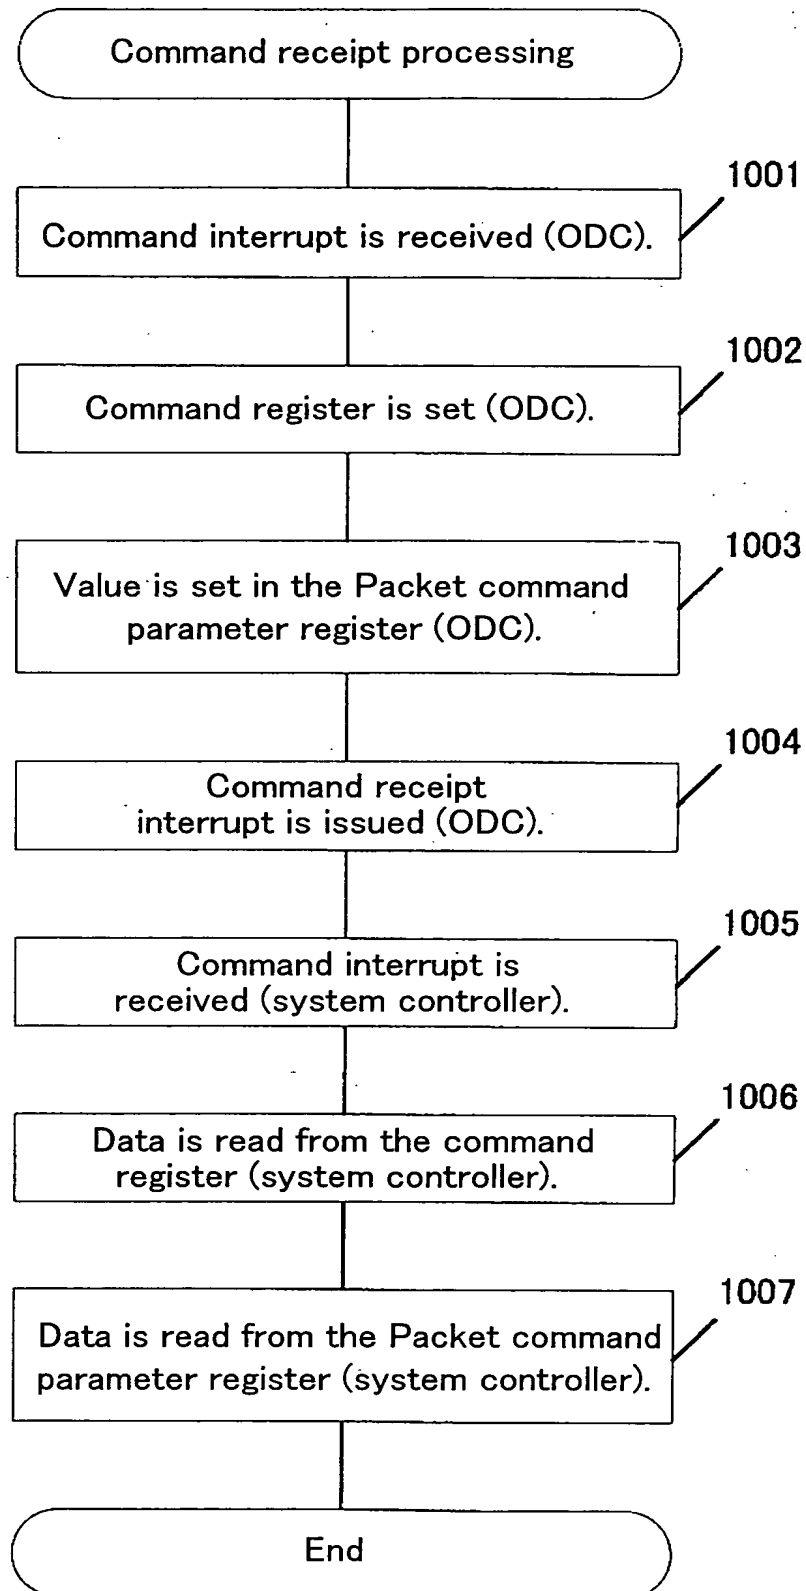 Command receipt processing
1001
Command interrupt is received (ODC).
1002
Command register is set (ODC).
1003
Value is set in the Packet command
parameter register (ODC).
1004
Command receipt
interrupt is issued (ODC).
1005
Command interrupt is
received (system controller).
1006
Data is read from the command
register (system controller).
1007
Data is read from the Packet command
parameter register (system controller).
End